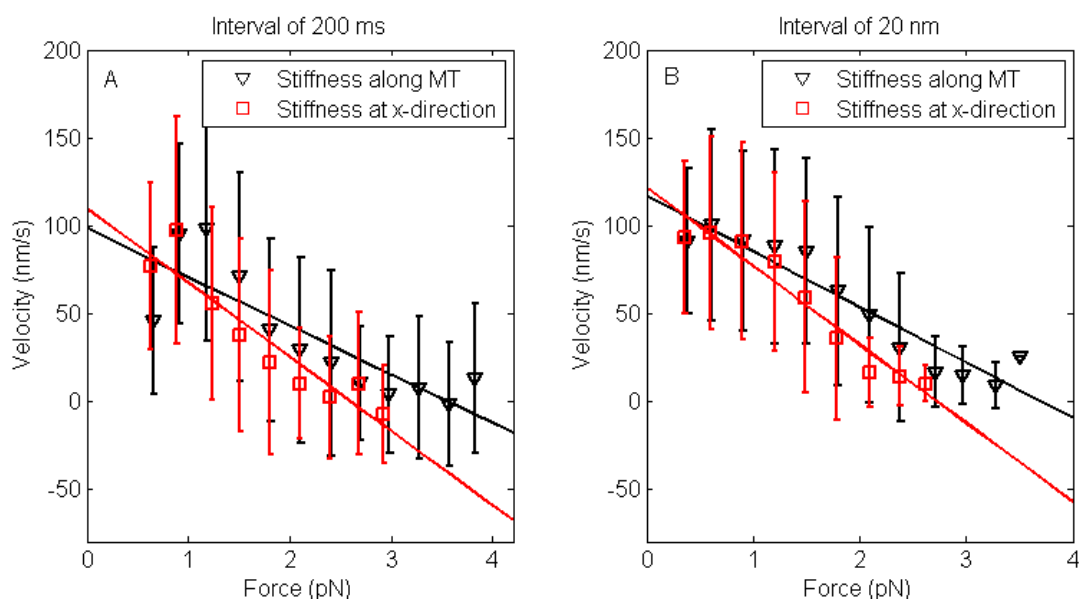 Interval of 200 ms
A
Stiffness along MT
Stiffness at x-direction
200
150
100
50
0
-50
Velocity (nm/s)
0
1
2
3
4
Force (pN)
Interval of 20 nm
B
Stiffness along MT
Stiffness at x-direction
200
150
100
50
0
-50
Velocity (nm/s)
0
1
2
3
4
Force (pN)